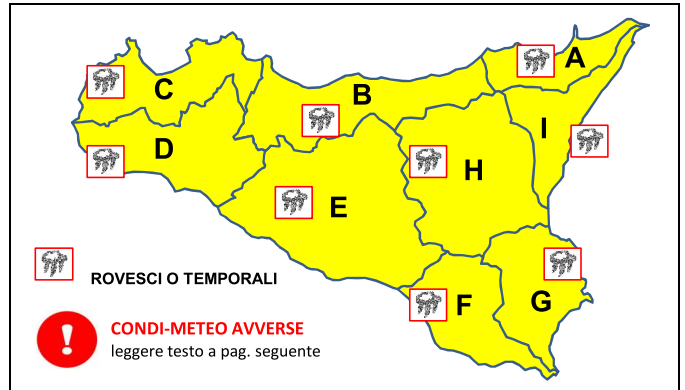 A
B
C
I
D
H
E
ROVESCI O TEMPORALI
F
G
CONDI-METEO AVVERSE
leggere testo a pag. seguente